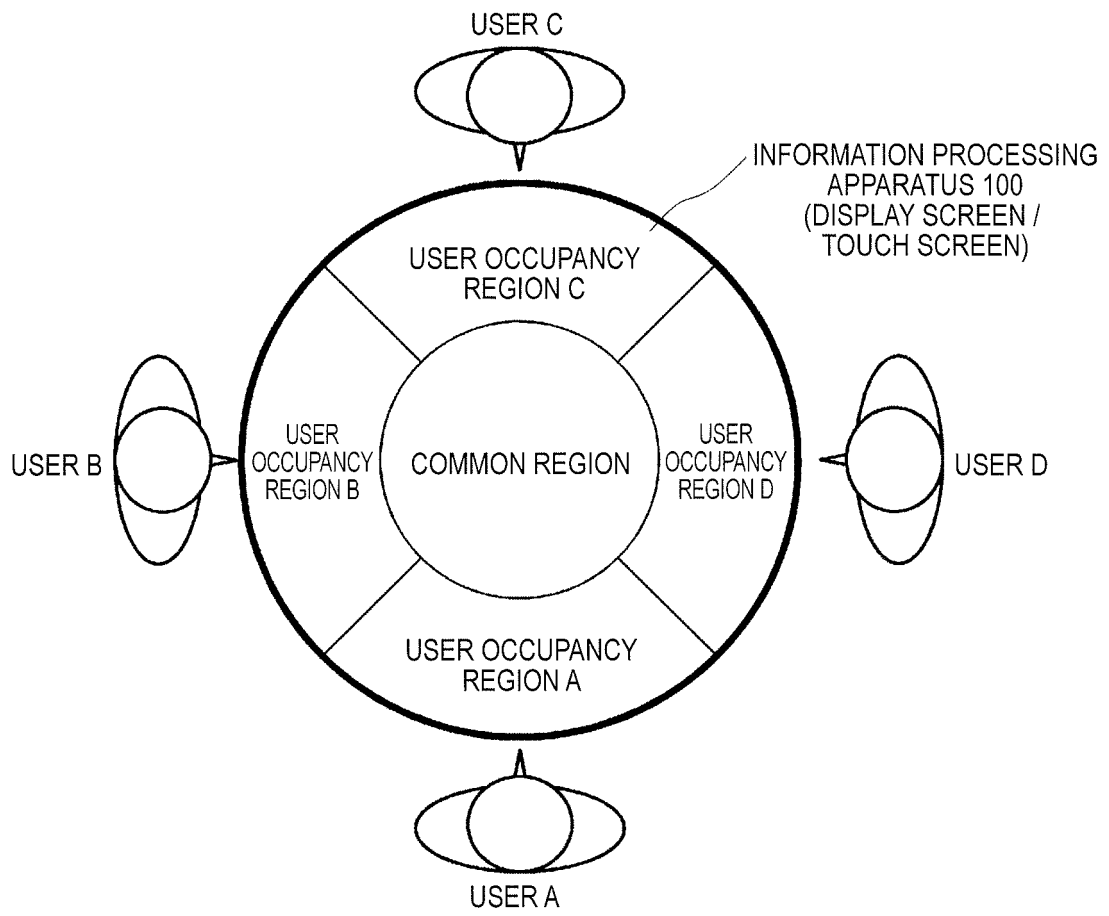 USER C
INFORMATION PROCESSING
APPARATUS 100
(DISPLAY SCREEN /
TOUCH SCREEN)
USER OCCUPANCY
REGION C
USER B
USER
OCCUPANCY
REGION B
COMMON REGION
USER
OCCUPANCY
REGION D
USER D
USER OCCUPANCY
REGION A
USER A